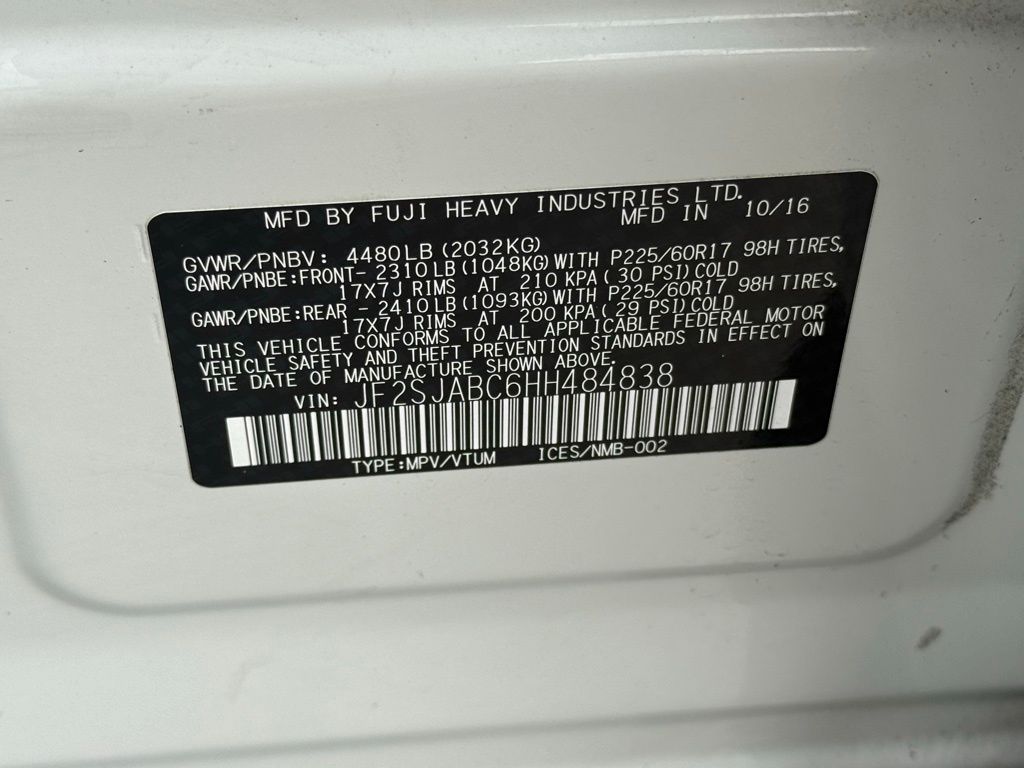 MFD BY FUJI HEAVY INDUSTRIES LTD.
MFD IN 10/16
GVWR/PNBV: 4480LB(2032KG)
GAWR/PNBE:FRONT- 2310LB(1048KG)WITH P225/60R17 98H TIRES,
17X7J RIMS AT 210 KPA(30 PSI)COLD
GAWR/PNBE:REAR - 2410LB(1093KG)WITH P225/60R17 98H TIRES,
17X7J RIMS AT 200 KPA(29 PSI)COLD
THIS VEHICLE CONFORMS TO ALL APPLICABLE FEDERAL MOTOR
VEHICLE SAFETY AND THEFT PREVENTION STANDARDS IN EFFECT ON
THE DATE OF MANUFACTURE SHOWN ABOVE.
VIN: JF2SJABC6HH484838
TYPE:MPV/VTUM ICES/NMB-002